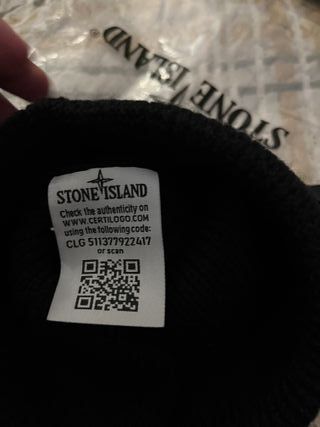 STONE ISLAND
STONE ISLAND
Check the authenticity on
WWW.CERTILOGO.COM
using the following code:
CLG 511377922417
or scan